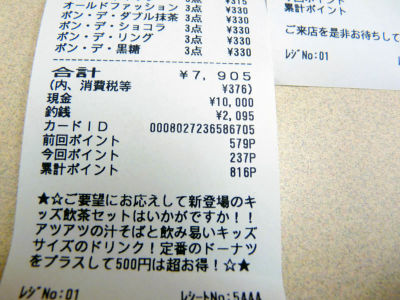 オールドファッション 3点 ¥330
ポン・デ・ダブル抹茶 3点 ¥330
ポン・デ・ショコラ 3点 ¥330
ポン・デ・リング 3点 ¥330
ポン・デ・黒糖 3点 ¥330
合計 ¥7,905
(内、消費税等 ¥376)
現金 ¥10,000
釣銭 ¥2,095
カードID 0008027236586705
前回ポイント 579P
今回ポイント 237P
累計ポイント 816P
★☆ご要望にお応えして新登場のキ
ッズ飲茶セットはいかがですか!!
アツアツの汁そばと飲み易いキッズ
サイズのドリンク!定番のドーナツ
をプラスして500円は超お得!☆★
レジNo:01 レシートNo:5AAA
累計ポイント
ご来店を是非お待ちして
レジNo:01